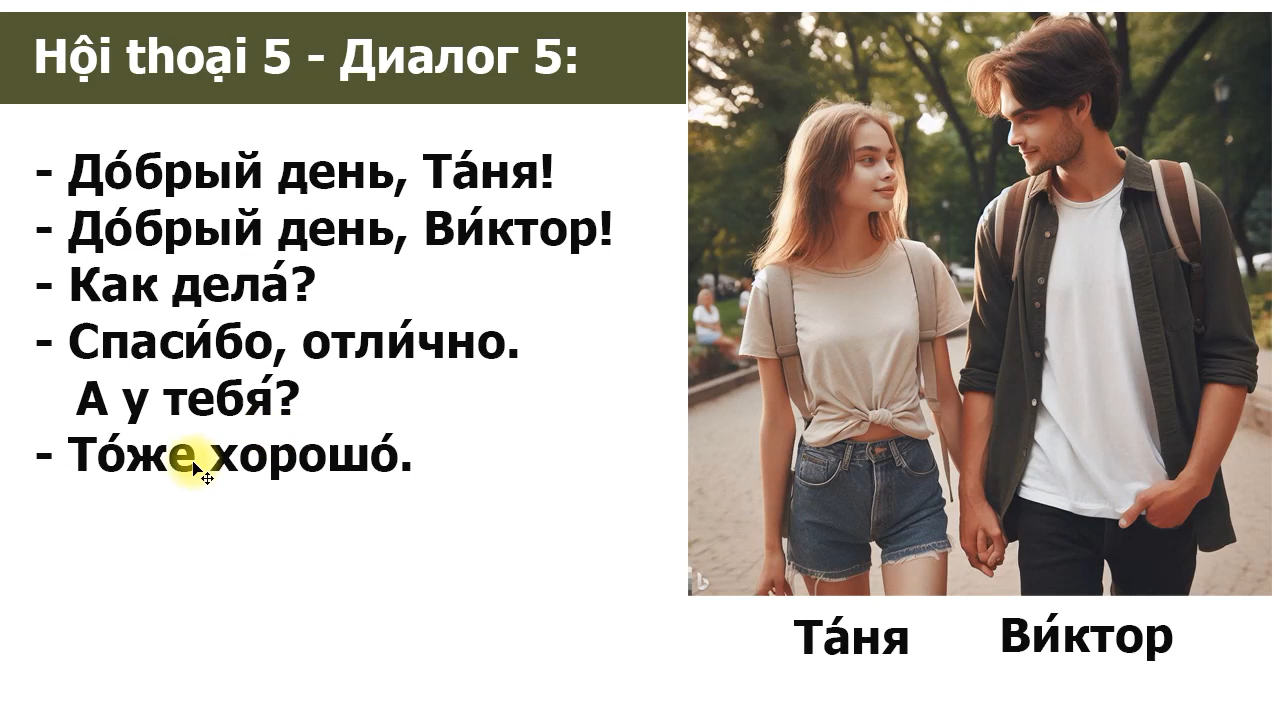 Hội thoại 5 - Диалог 5:
- До́брый день, Та́ня!
- До́брый день, Ви́ктор!
- Как дела́?
- Спаси́бо, отли́чно.
А у тебя́?
- То́же хорошо́.
Та́ня Ви́ктор